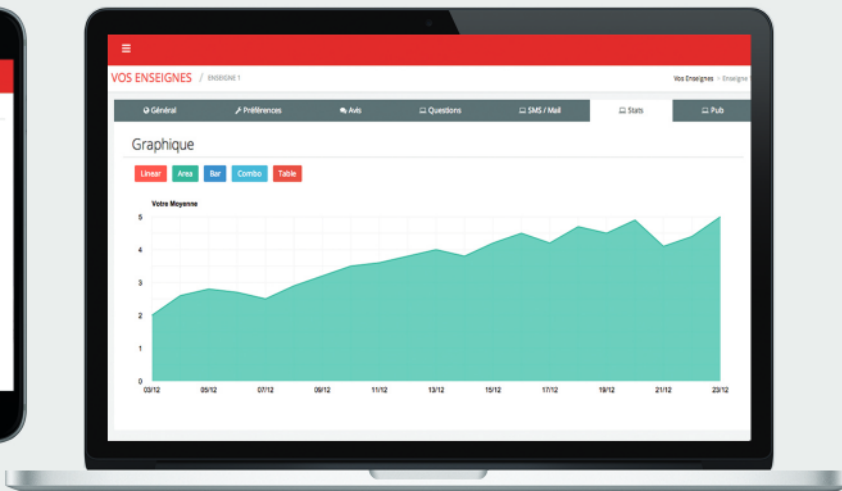 VOS ENSEIGNES / ENSEIGNE 1
Vos Enseignes > Enseigne
Général Préférences Avis Questions SMS / Mail Stats Pub
Graphique
Linear Area Bar Combo Table
Votre Moyenne
5
4
3
2
1
0
03/12 05/12 07/12 09/12 11/12 13/12 15/12 17/12 19/12 21/12 23/12